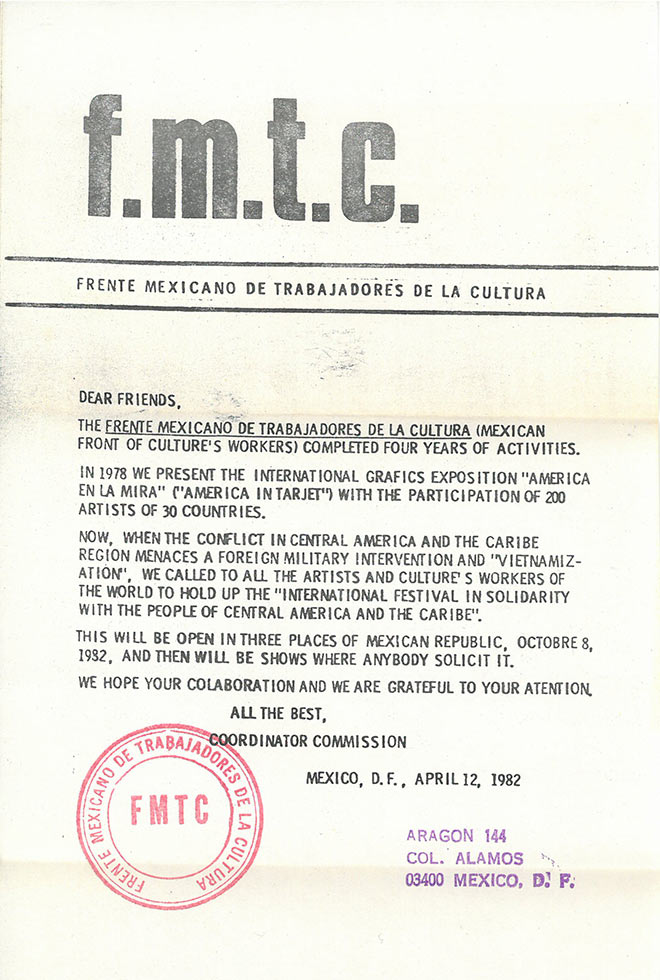 f.m.t.c.
FRENTE MEXICANO DE TRABAJADORES DE LA CULTURA
DEAR FRIENDS,
THE FRENTE MEXICANO DE TRABAJADORES DE LA CULTURA (MEXICAN
FRONT OF CULTURE'S WORKERS) COMPLETED FOUR YEARS OF ACTIVITIES.
IN 1978 WE PRESENT THE INTERNATIONAL GRAFICS EXPOSITION "AMERICA
EN LA MIRA" ("AMERICA IN TARJET") WITH THE PARTICIPATION OF 200
ARTISTS OF 30 COUNTRIES.
NOW, WHEN THE CONFLICT IN CENTRAL AMERICA AND THE CARIBE
REGION MENACES A FOREIGN MILITARY INTERVENTION AND "VIETNAMIZ-
ATION", WE CALLED TO ALL THE ARTISTS AND CULTURE'S WORKERS OF
THE WORLD TO HOLD UP THE "INTERNATIONAL FESTIVAL IN SOLIDARITY
WITH THE PEOPLE OF CENTRAL AMERICA AND THE CARIBE".
THIS WILL BE OPEN IN THREE PLACES OF MEXICAN REPUBLIC, OCTOBRE 8,
1982, AND THEN WILL BE SHOWS WHERE ANYBODY SOLICIT IT.
WE HOPE YOUR COLABORATION AND WE ARE GRATEFUL TO YOUR ATENTION.
ALL THE BEST,
COORDINATOR COMMISSION
MEXICO, D.F., APRIL 12, 1982
FRENTE MEXICANO DE TRABAJADORES DE LA CULTURA
FMTC
ARAGON 144
COL. ALAMOS
03400 MEXICO, D. F.